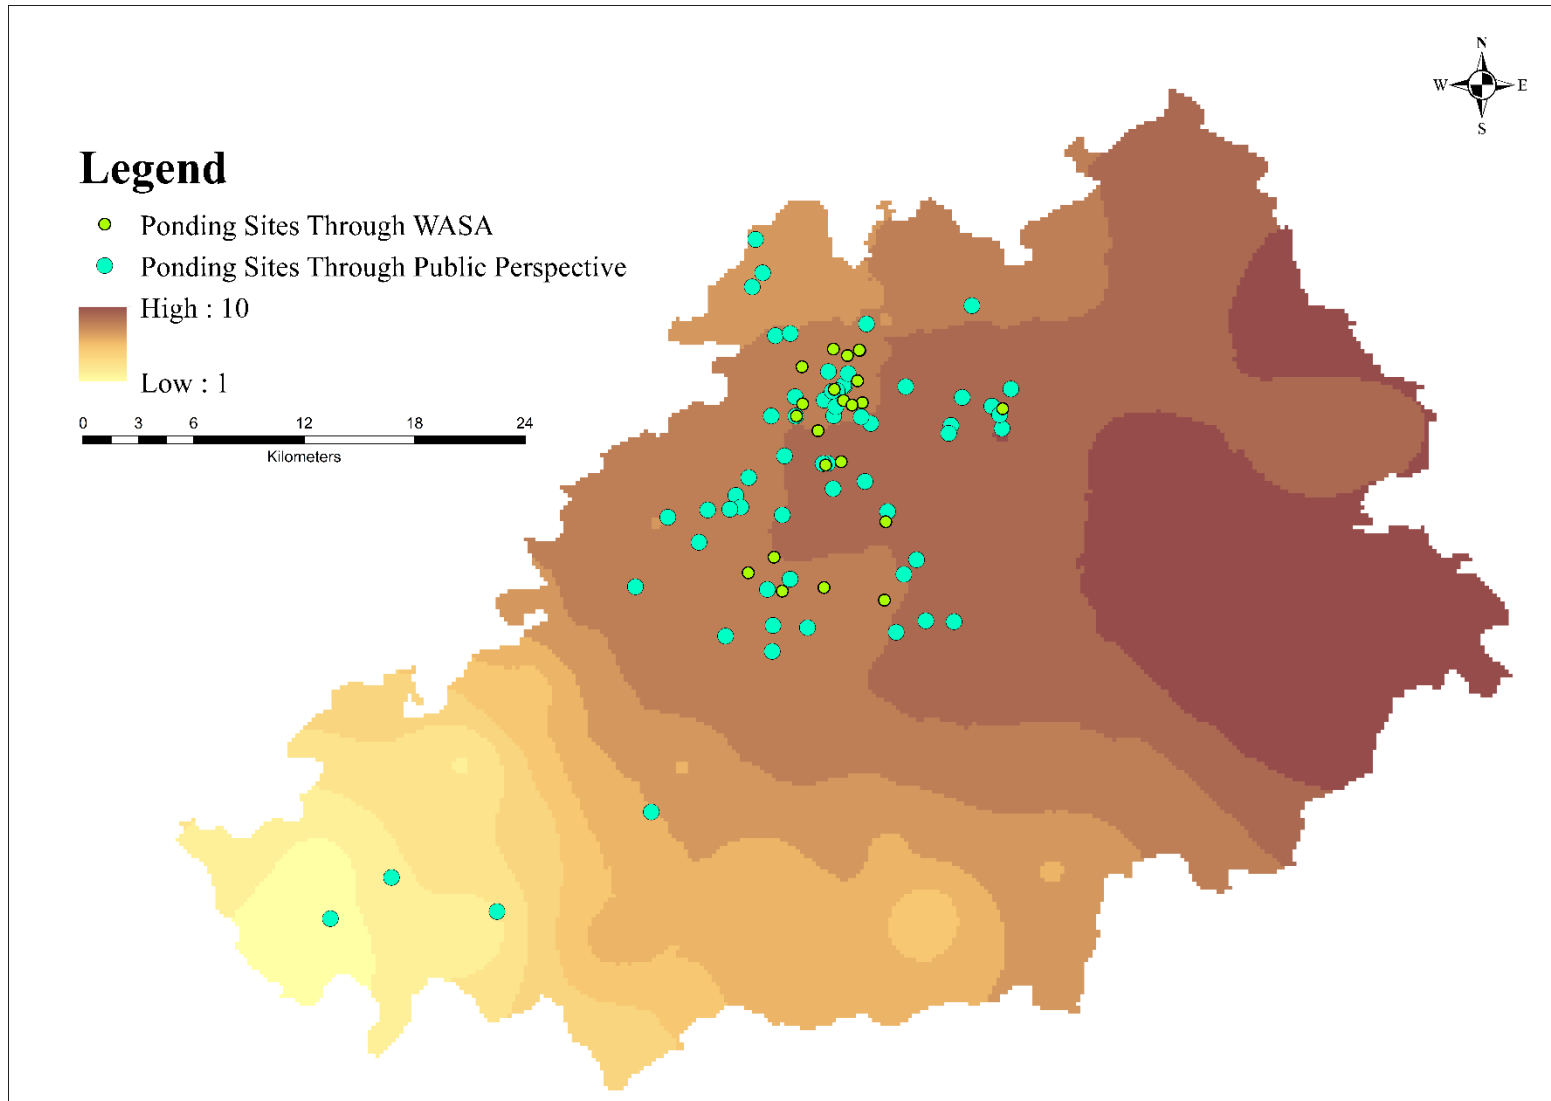 N
W E
S
Legend
Ponding Sites Through WASA
Ponding Sites Through Public Perspective
High : 10
Low : 1
0 3 6 12 18 24
Kilometers